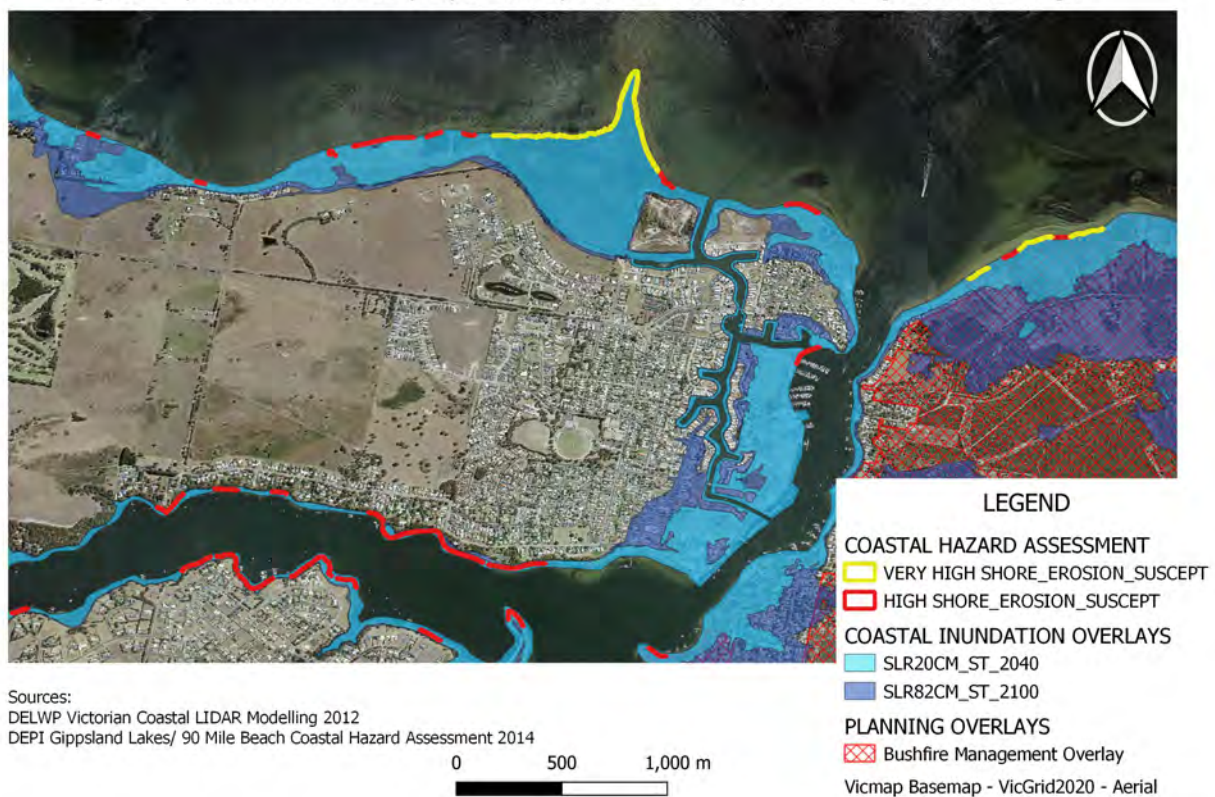 LEGEND
COASTAL HAZARD ASSESSMENT
VERY HIGH SHORE_EROSION_SUSCEPT
HIGH SHORE_EROSION_SUSCEPT
COASTAL INUNDATION OVERLAYS
SLR20CM_ST_2040
SLR82CM_ST_2100
PLANNING OVERLAYS
Bushfire Management Overlay
Vicmap Basemap - VicGrid2020 - Aerial
Sources:
DELWP Victorian Coastal LIDAR Modelling 2012
DEPI Gippsland Lakes/ 90 Mile Beach Coastal Hazard Assessment 2014
0 500 1,000 m